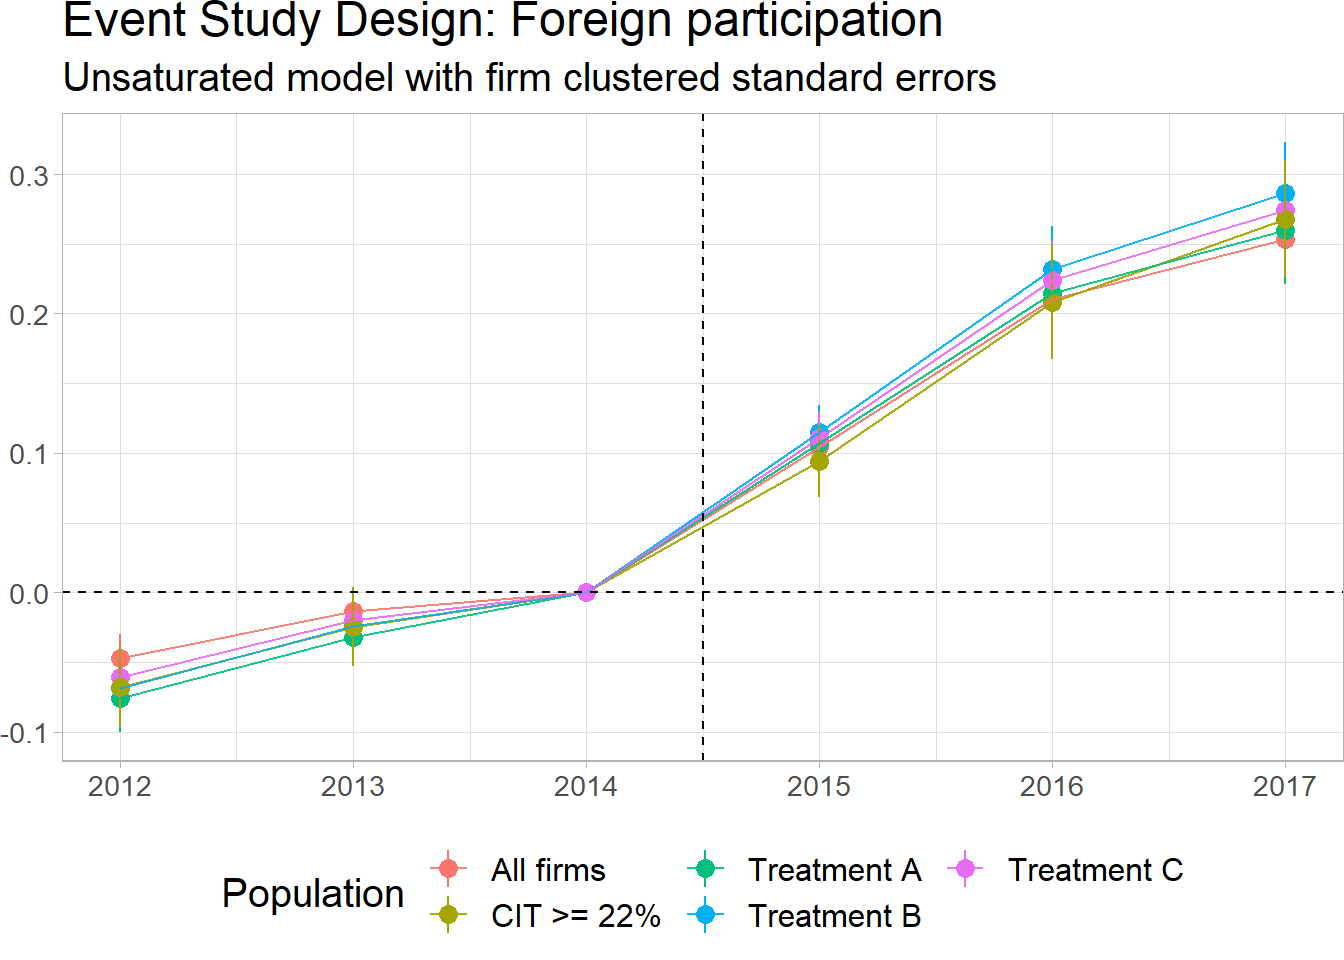 Event Study Design: Foreign participation
Unsaturated model with firm clustered standard errors
0.3
0.2
0.1
0.0
-0.1
2012 2013 2014 2015 2016 2017
Population
All firms Treatment A Treatment C
CIT >= 22% Treatment B